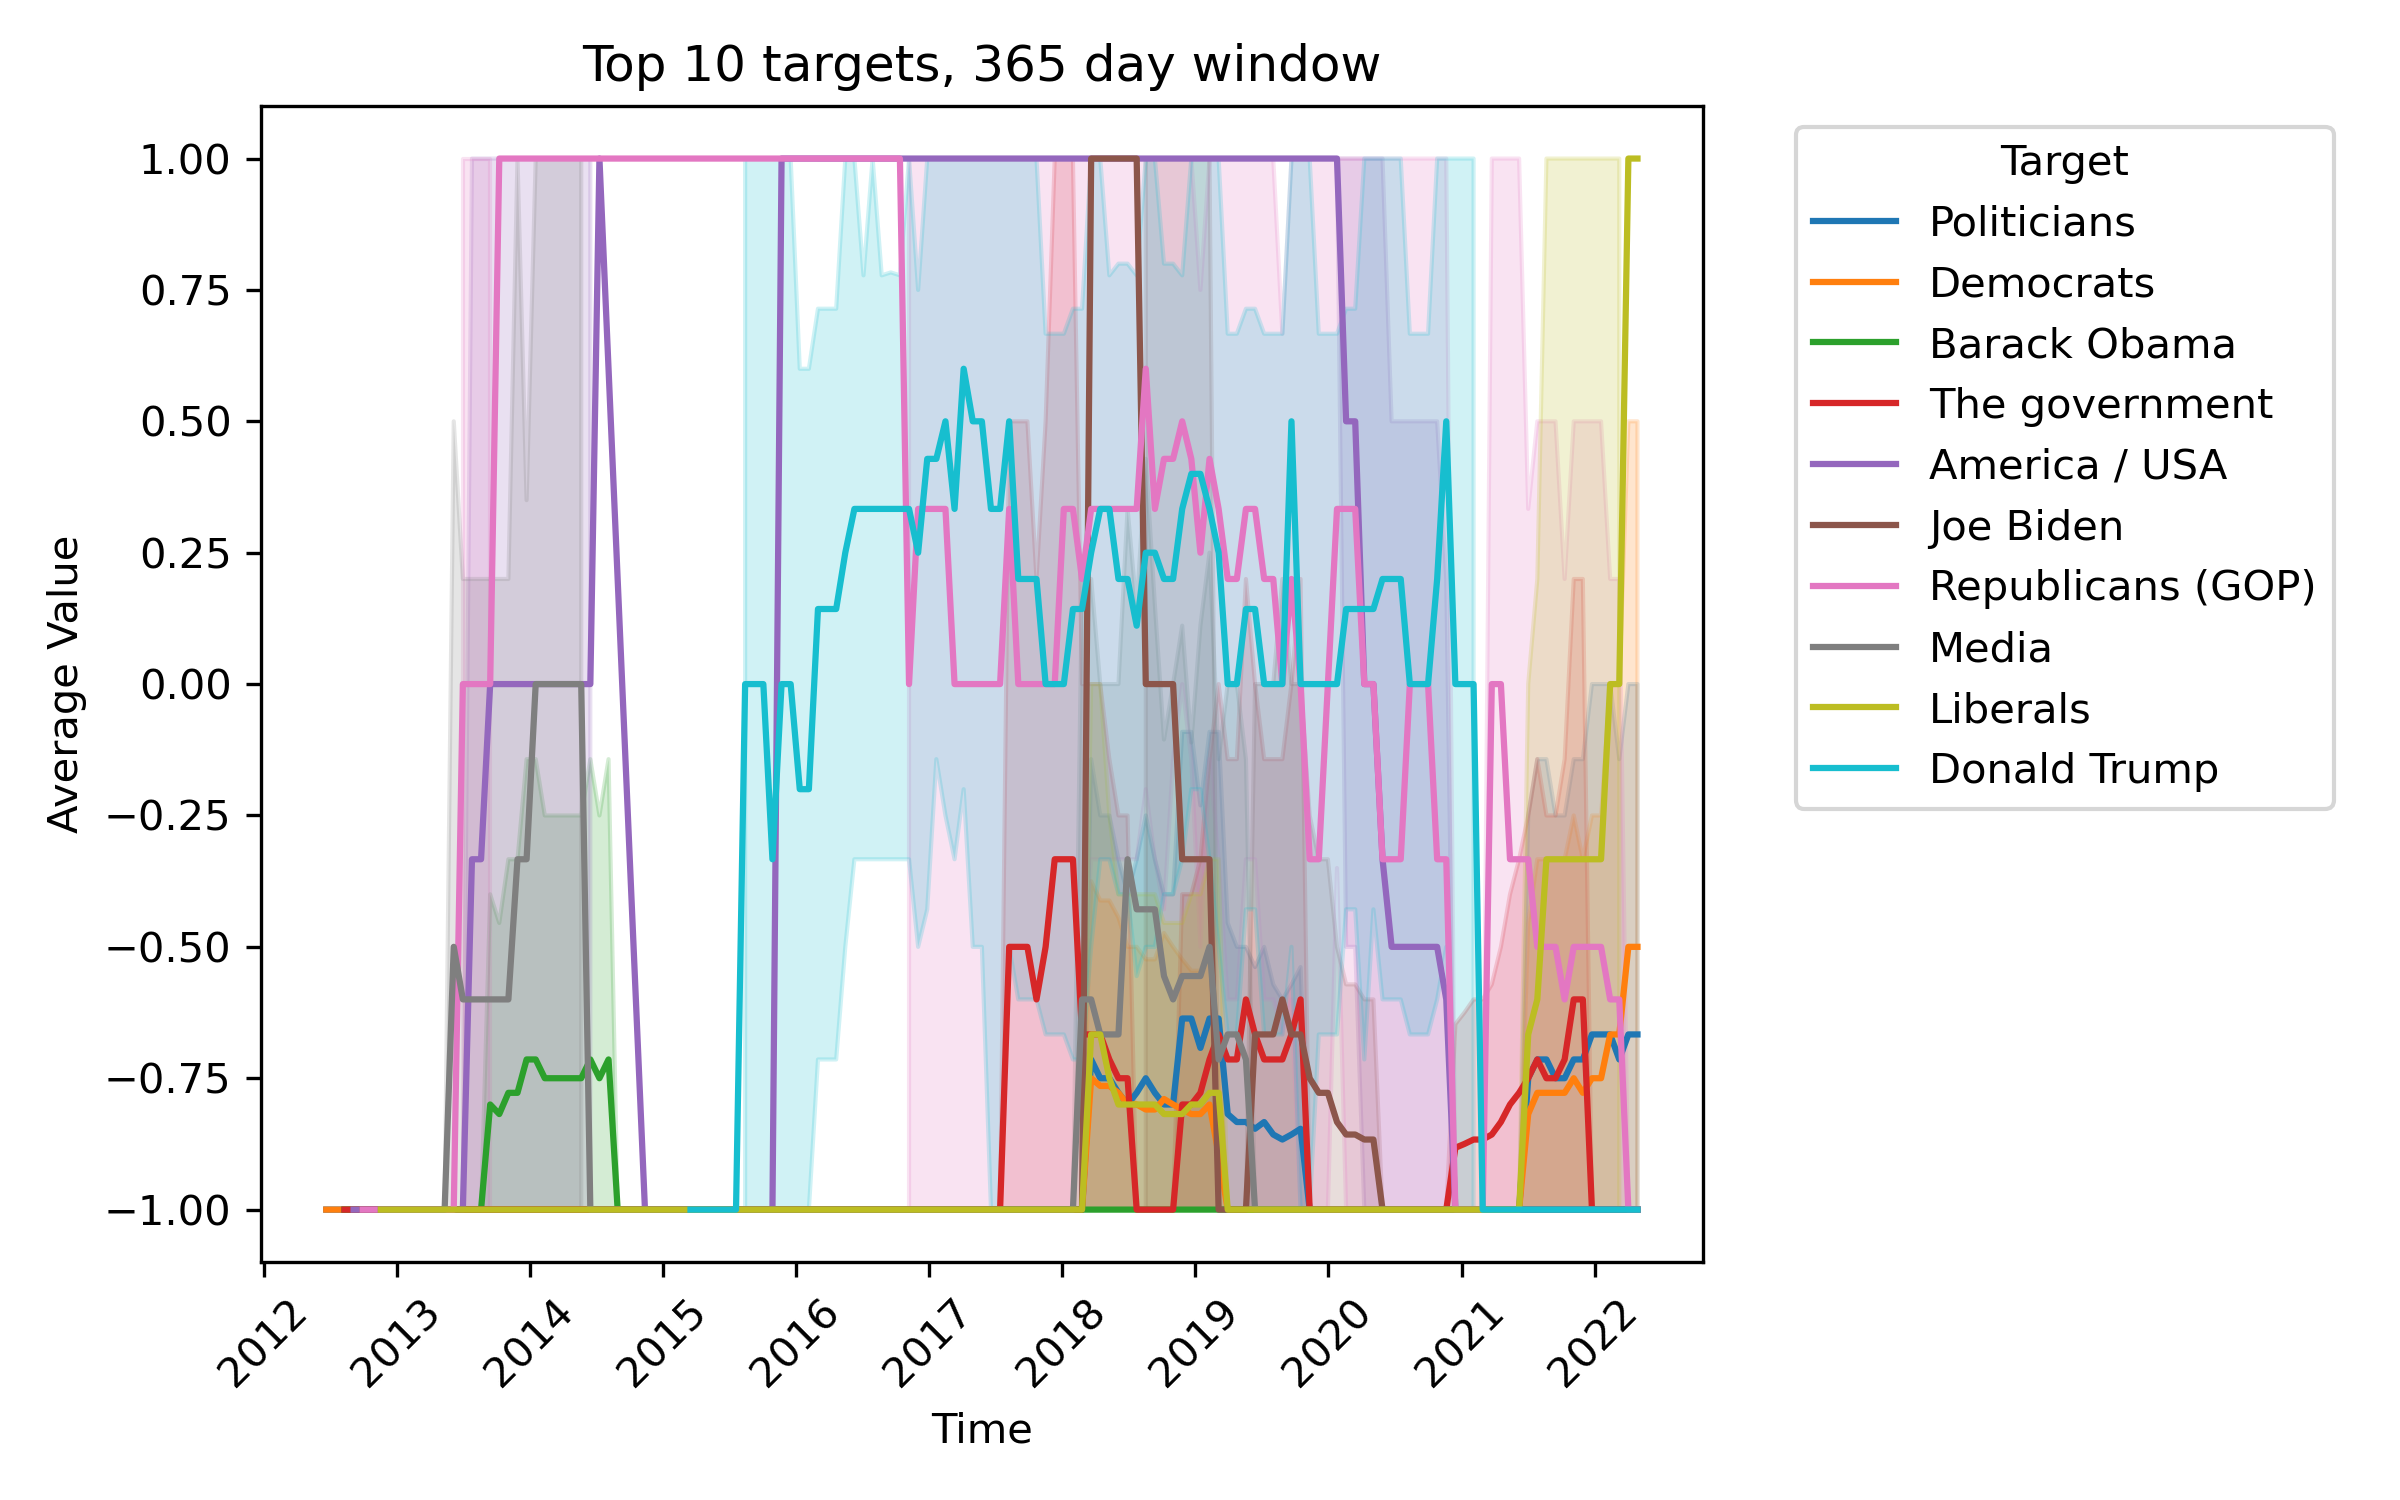 Top 10 targets, 365 day window
Average Value
1.00
0.75
0.50
0.25
0.00
−0.25
−0.50
−0.75
−1.00
2012
2013
2014
2015
2016
2017
2018
2019
2020
2021
2022
Time
Target
Politicians
Democrats
Barack Obama
The government
America / USA
Joe Biden
Republicans (GOP)
Media
Liberals
Donald Trump